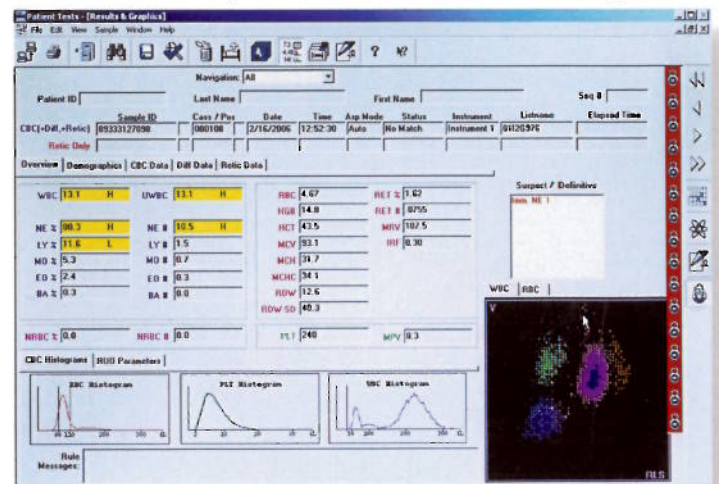 Patient Tests - [Results & Graphics]
File Edit View Sample Window Help
Navigation: All
Patient ID Last Name First Name Seq #
Sample ID Cass / Pos Date Time Asp Mode Status Instrument Listname Elapsed Time
CBC(+Diff,+Retic) 09333127098 000108 2/16/2006 12:52:30 Auto No Match Instrument 1
Retic Only
Overview Demographics CBC Data Diff Data Retic Data
Suspect / Definitive
Imm. NE 1
WBC 13.1 H UWBC 13.1 H RBC 4.67 RET % 1.62
HGB 14.8 RET # .0755
NE % H NE # 10.5 H HCT 43.5 MRV 107.5
LY % 11.6 L LY # 1.5 MCV 93.1 IRF 0.30
MO % 5.3 MO # 0.7 MCH 31.7
EO % 2.4 EO # 0.3 MCHC 34.1
BA % 0.3 BA # 0.0 RDW 12.6
RDW-SD 40.3
WBC RBC
NRBC % 0.0 NRBC # 0.0 PLT 240 MPV
V
CBC Histograms RUO Parameters
RBC Histogram PLT Histogram WBC Histogram
Rule
Messages:
RLS